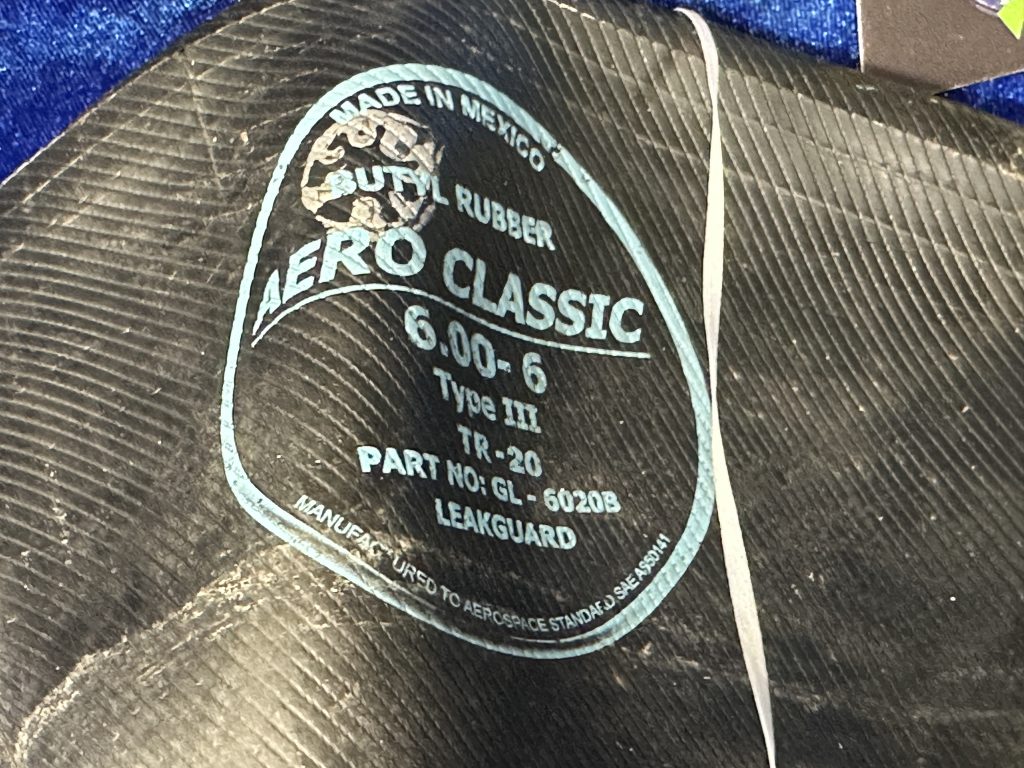 MADE IN MEXICO
BUTYL RUBBER
AERO CLASSIC
6.00- 6
Type III
TR-20
PART NO: GL - 6020B
LEAKGUARD
MANUFACTURED TO AEROSPACE STANDARD SAE AS50141